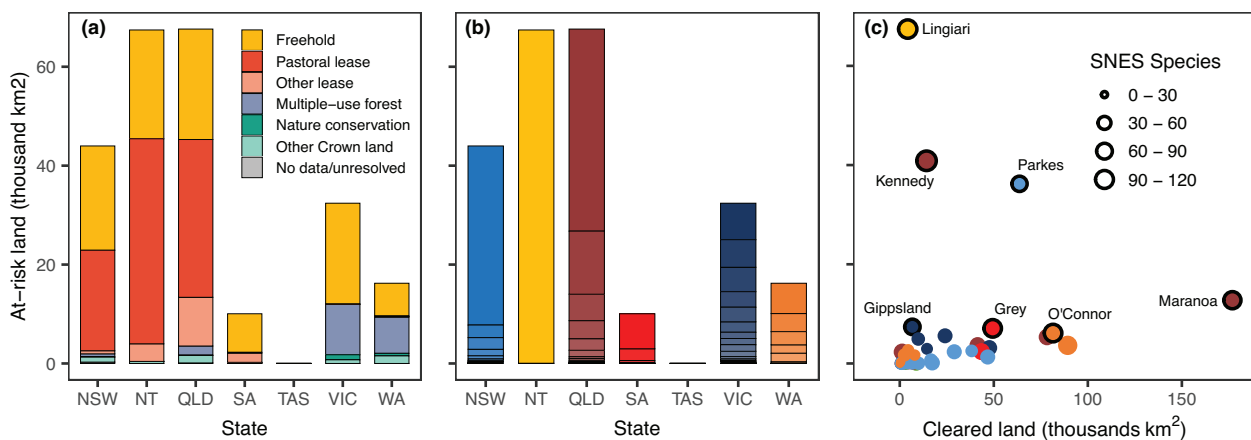 (a)
Freehold
Pastoral lease
Other lease
Multiple−use forest
Nature conservation
Other Crown land
No data/unresolved
At−risk land (thousand km2)
60
40
20
0
NSW NT QLD SA TAS VIC WA
State
(b)
NSW NT QLD SA TAS VIC WA
State
(c)
Lingiari
SNES Species
0 − 30
30 − 60
60 − 90
90 − 120
Kennedy
Parkes
Gippsland
Grey
O'Connor
Maranoa
0 50 100 150
Cleared land (thousands km²)